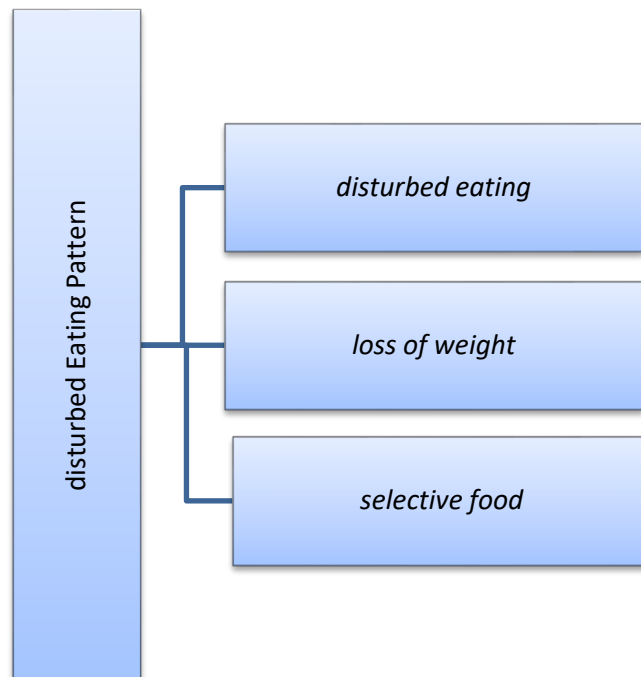 disturbed Eating Pattern
disturbed eating
loss of weight
selective food